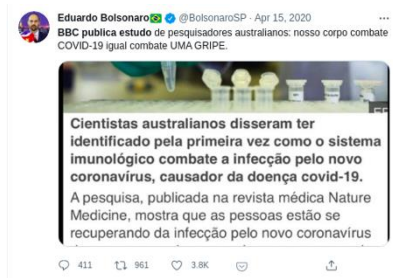 Eduardo Bolsonaro @BolsonaroSP · Apr 15, 2020 ...
BBC publica estudo de pesquisadores australianos: nosso corpo combate
COVID-19 igual combate UMA GRIPE.
Cientistas australianos disseram ter
identificado pela primeira vez como o sistema
imunológico combate a infecção pelo novo
coronavírus, causador da doença covid-19.
A pesquisa, publicada na revista médica Nature
Medicine, mostra que as pessoas estão se
recuperando da infecção pelo novo coronavírus
411 961 3.8K